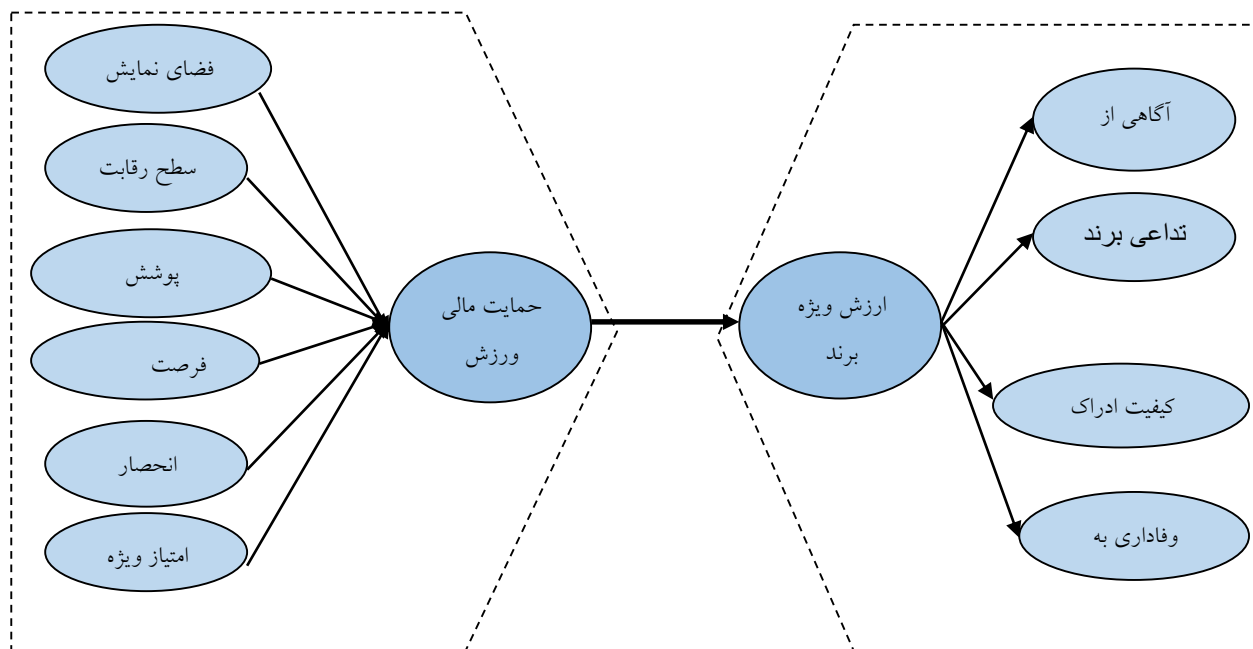 فضای نمایش
سطح رقابت
پوشش
فرصت
انحصار
امتیاز ویژه
حمایت مالی
ورزش
ارزش ویژه
برند
آگاهی از
تداعی برند
کیفیت ادراک
وفاداری به